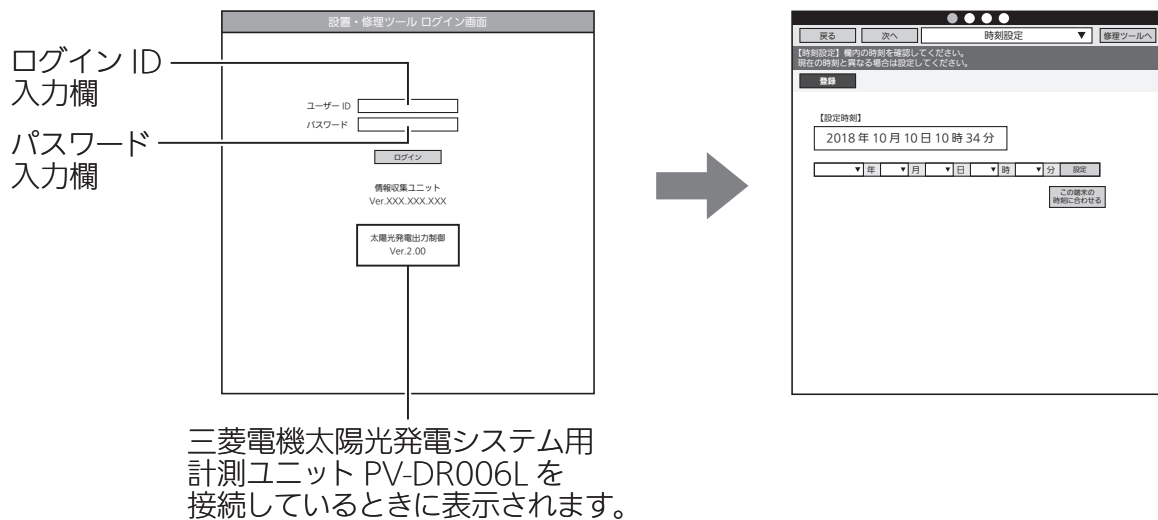 ログイン ID
入力欄
パスワード
入力欄
設置・修理ツール ログイン画面
ユーザー ID
パスワード
ログイン
情報収集ユニット
Ver.XXX.XXX.XXX
太陽光発電出力制御
Ver.2.00
三菱電機太陽光発電システム用
計測ユニット PV-DR006L を
接続しているときに表示されます。
戻る 次へ 時刻設定 ▼ 修理ツールへ
【時刻設定】欄内の時刻を確認してください。
現在の時刻と異なる場合は設定してください。
登録
【設定時刻】
2018 年 10 月 10 日 10 時 34 分
▼ 年 ▼ 月 ▼ 日 ▼ 時 ▼ 分 設定
この端末の
時刻に合わせる